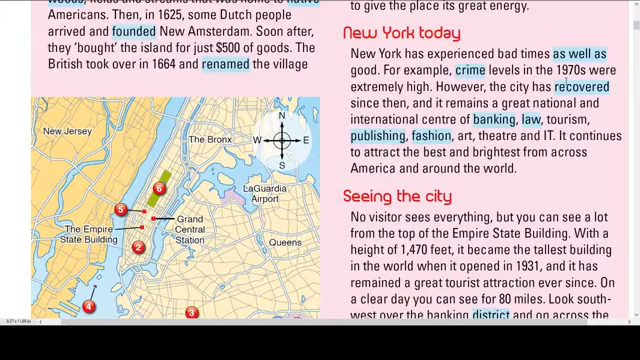 woods, fields and streams that was home to native
Americans. Then, in 1625, some Dutch people
arrived and founded New Amsterdam. Soon after,
they 'bought' the island for just $500 of goods. The
British took over in 1664 and renamed the village
New Jersey
The Bronx
N
W
E
S
LaGuardia
Airport
6
5
The Empire
State Building
Grand
Central
Station
2
Queens
4
3
to give the place its great energy.
New York today
New York has experienced bad times as well as
good. For example, crime levels in the 1970s were
extremely high. However, the city has recovered
since then, and it remains a great national and
international centre of banking, law, tourism,
publishing, fashion, art, theatre and IT. It continues
to attract the best and brightest from across
America and around the world.
Seeing the city
No visitor sees everything, but you can see a lot
from the top of the Empire State Building. With a
height of 1,470 feet, it became the tallest building
in the world when it opened in 1931, and it has
remained a great tourist attraction ever since. On
a clear day you can see for 80 miles. Look south-
west over the banking district and on across the